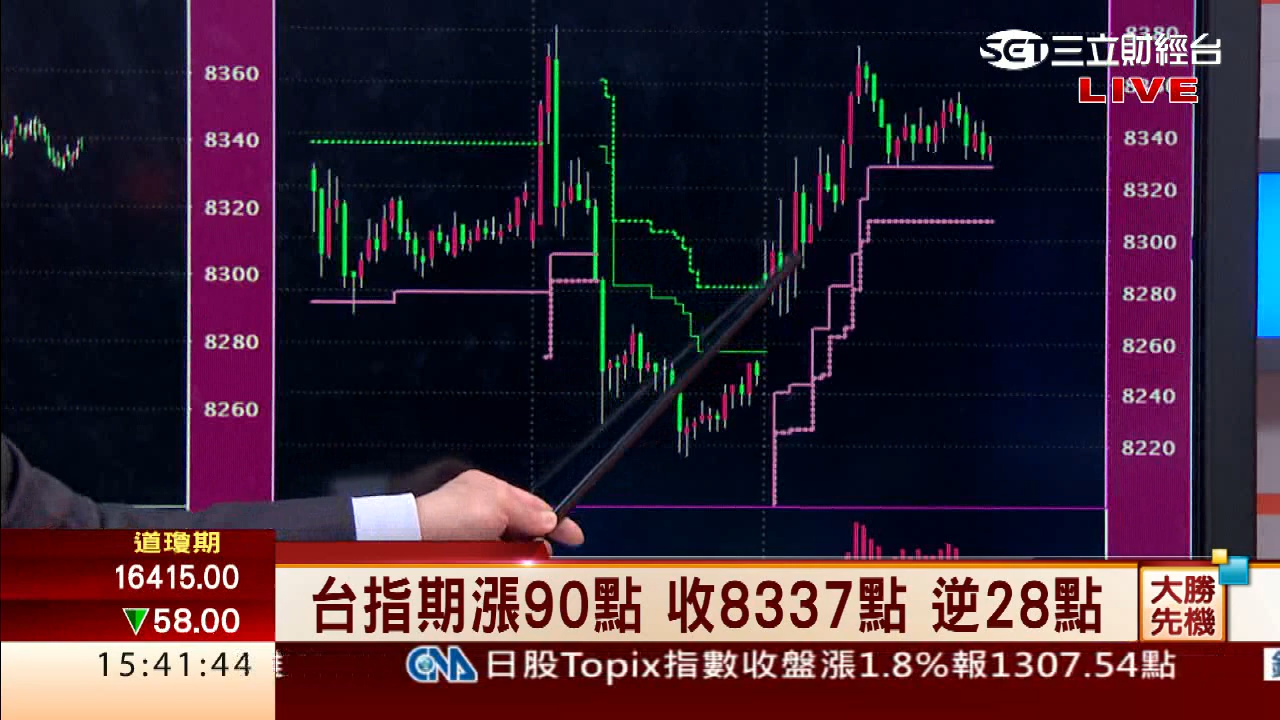 SET三立財經台
LIVE
8360
8340
8320
8300
8280
8260
8380
8340
8320
8300
8280
8260
8240
8220
道瓊期
16415.00
▼58.00
15:41:44
台指期漲90點 收8337點 逆28點
大勝
先機
CNA 日股Topix指數收盤漲1.8%報1307.54點